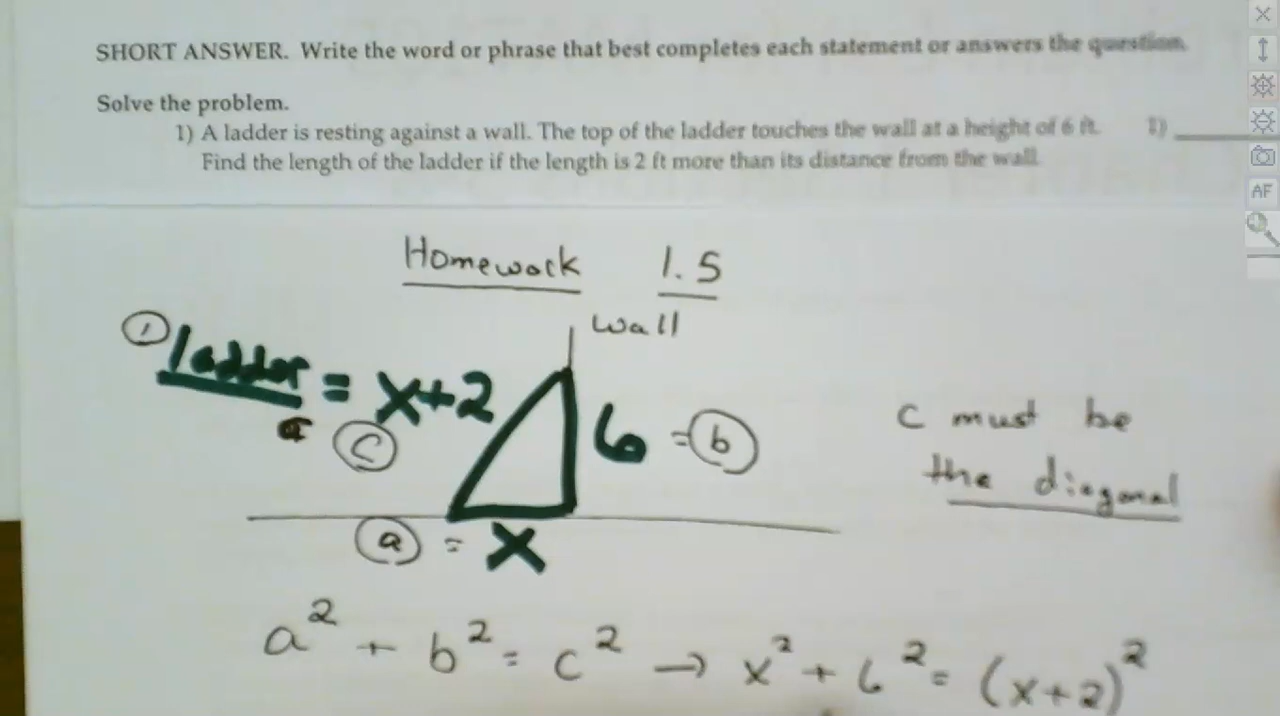 SHORT ANSWER. Write the word or phrase that best completes each statement or answers the question.
Solve the problem.
1) A ladder is resting against a wall. The top of the ladder touches the wall at a height of 6 ft. 1)
Find the length of the ladder if the length is 2 ft more than its distance from the wall.
AF
Homework 1.5
wall
① ladder = x+2
6 = b
c
c must be
the diagonal
a = x
a² + b² = c² → x² + 6² = (x+2)²